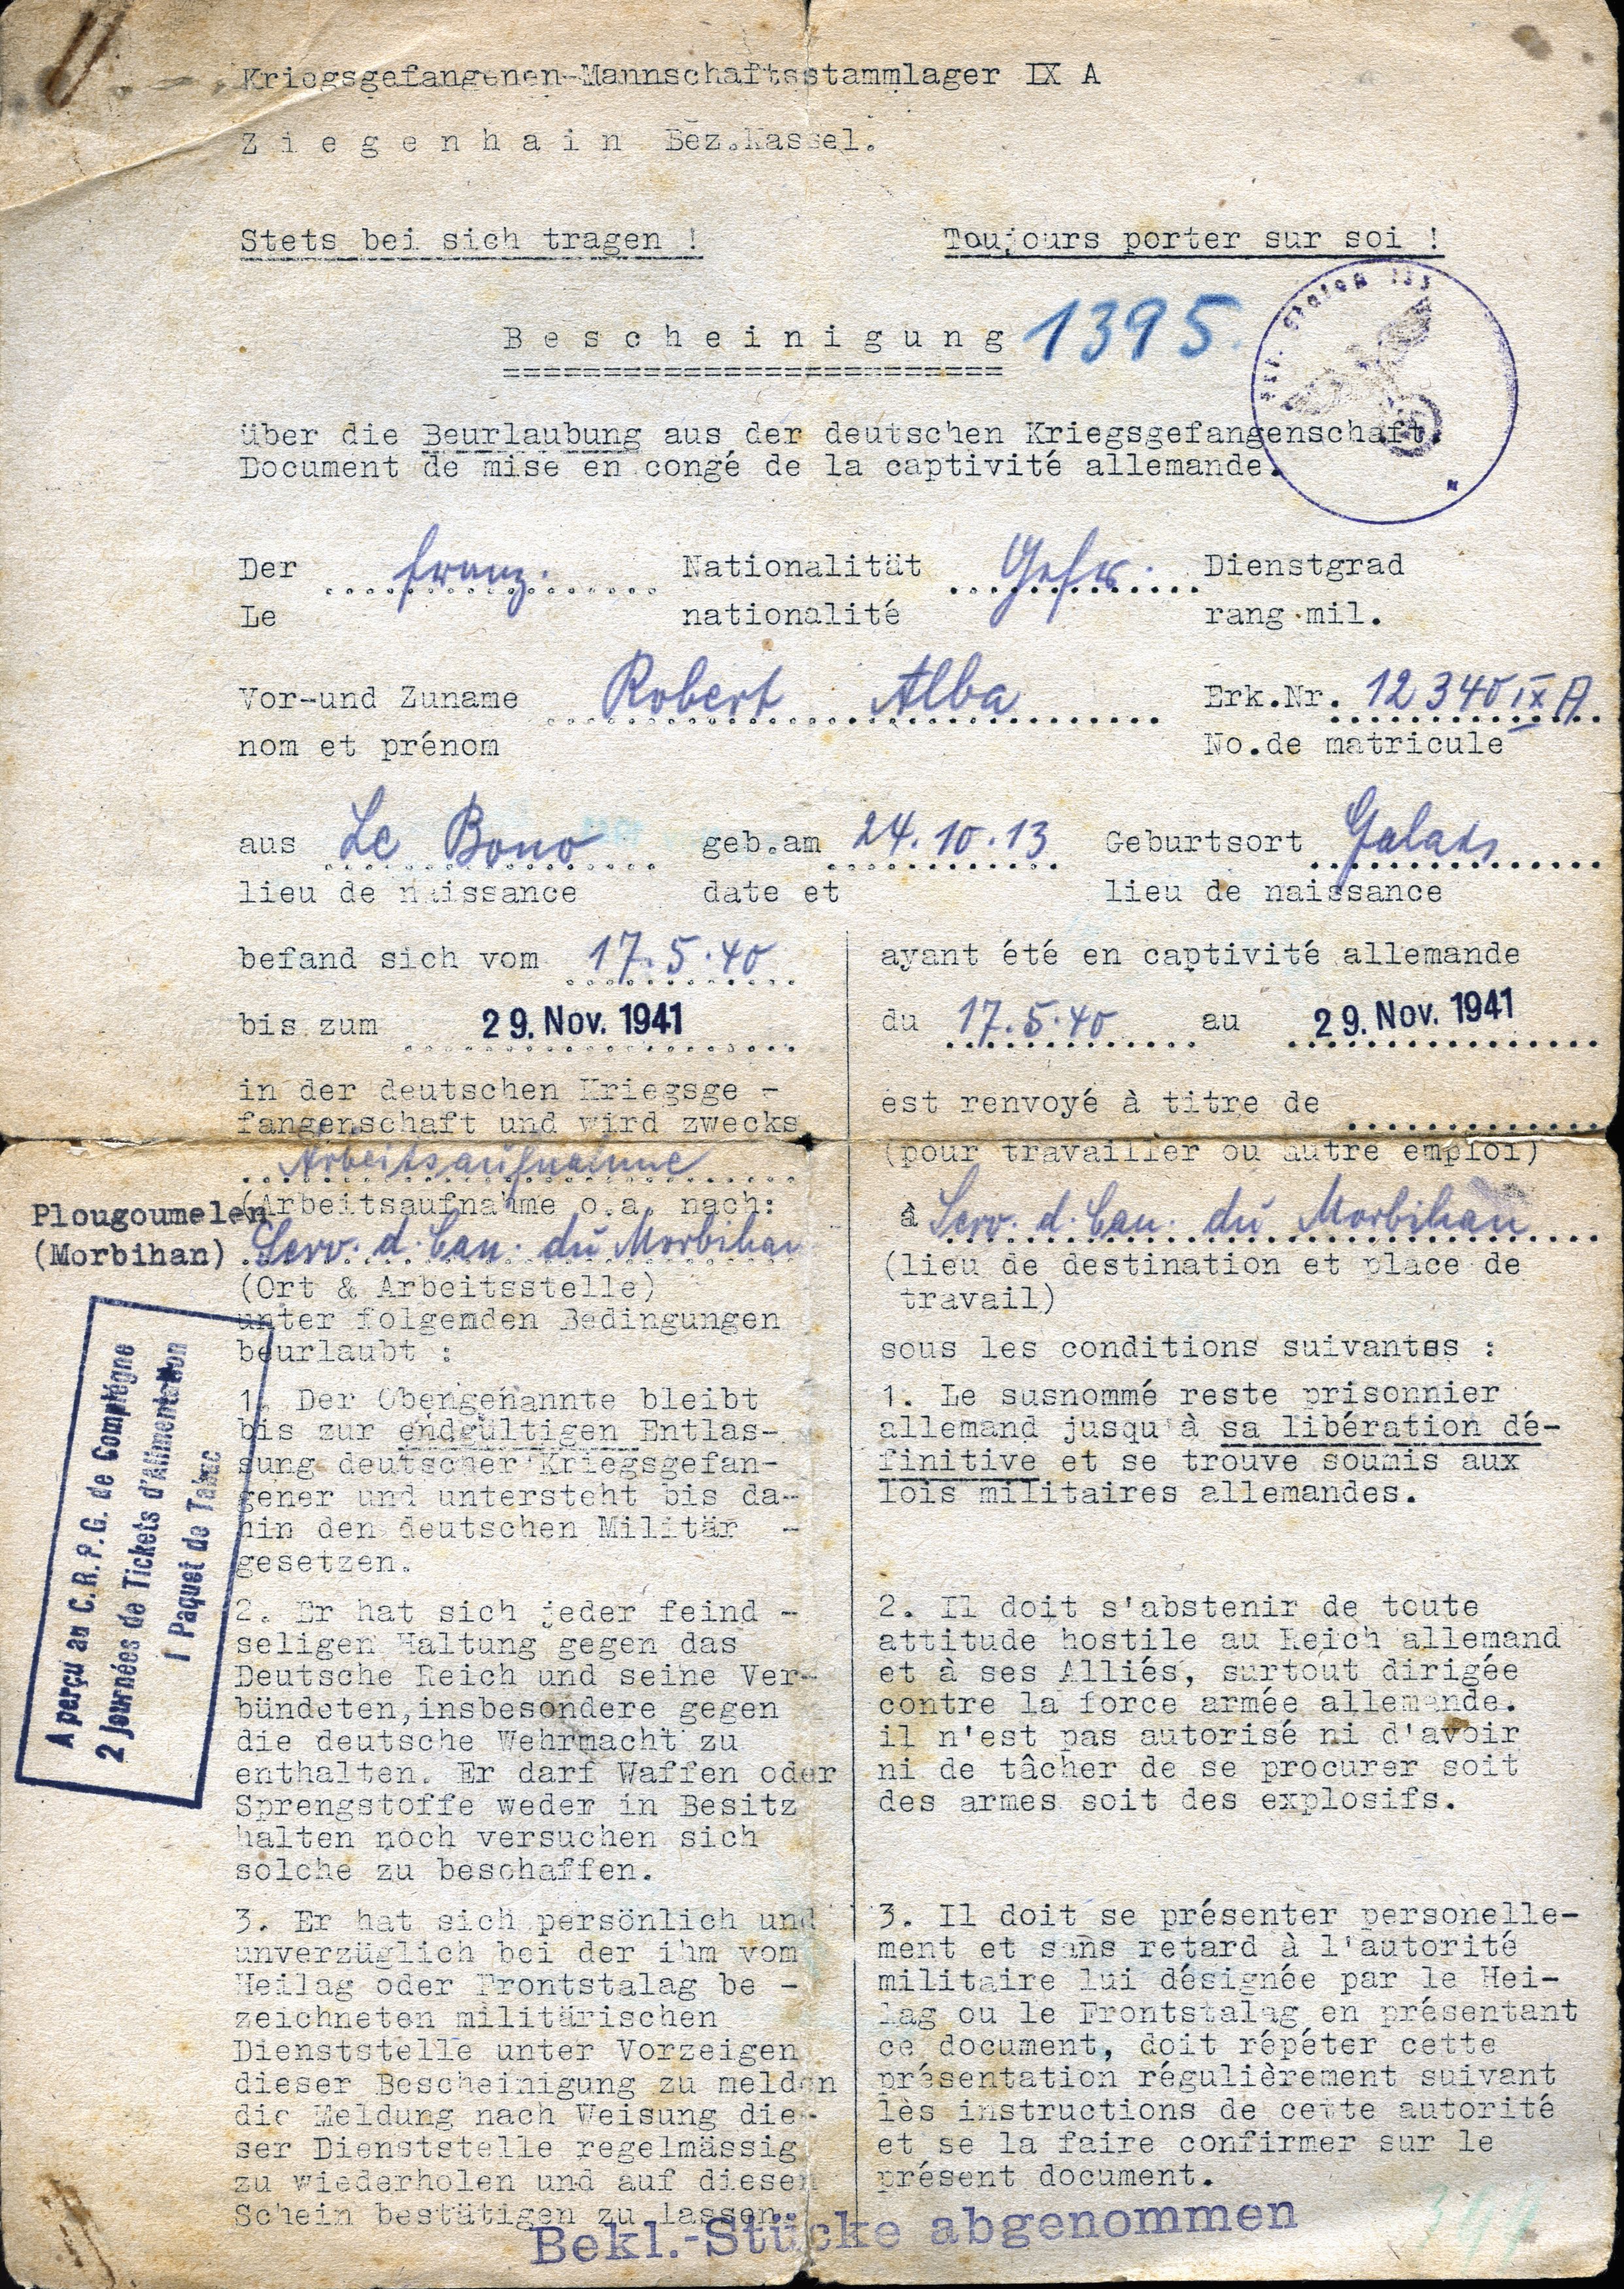 Kriegsgefangenen-Mannschaftsstammlager IX A
Ziegenhain Bez.Kassel.
Stets bei sich tragen ! Toujours porter sur soi !
Bescheinigung 1395
=========================
über die Beurlaubung aus der deutschen Kriegsgefangenschaft.
Document de mise en congé de la captivité allemande.
Der franz. Nationalität Gefr. Dienstgrad
Le nationalité rang mil.
Vor-und Zuname Robert Alba Erk.Nr. 12340 IX A
nom et prénom No.de matricule
aus Le Bono geb.am 24.10.13 Geburtsort
lieu de naissance date et lieu de naissance
befand sich vom 17.5.40
bis zum 29. Nov. 1941
in der deutschen Kriegsge -
fangenschaft und wird zwecks
Arbeitsaufnahme
(Arbeitsaufnahme o.a. nach:
Plougoumelen
(Morbihan)
Serv. d. Cau. du Morbihan
(Ort & Arbeitsstelle)
unter folgemden Bedingungen
beurlaubt :
1. Der Obengenannte bleibt
bis zur endgültigen Entlas-
sung deutscher Kriegsgefan-
gener und untersteht bis da-
hin den deutschen Militär -
gesetzen.
2. Er hat sich jeder feind -
seligen Haltung gegen das
Deutsche Reich und seine Ver-
bündeten,insbesondere gegen
die deutsche Wehrmacht zu
enthalten. Er darf Waffen oder
Sprengstoffe weder in Besitz
halten noch versuchen sich
solche zu beschaffen.
3. Er hat sich persönlich und
unverzüglich bei der ihm vom
Heilag oder Frontstalag be -
zeichneten militärischen
Dienststelle unter Vorzeigen
dieser Bescheinigung zu melden
die Meldung nach Weisung die-
ser Dienststelle regelmässig
zu wiederholen und auf diesen
Schein bestätigen zu lassen.
ayant été en captivité allemande
du 17.5.40 au 29. Nov. 1941
est renvoyé à titre de
(pour travailler ou autre emploi)
à Serv. d. Cau. du Morbihan
(lieu de destination et place de
travail)
sous les conditions suivantes :
1. Le susnommé reste prisonnier
allemand jusqu'à sa libération dé-
finitive et se trouve soumis aux
lois militaires allemandes.
2. Il doit s'abstenir de toute
attitude hostile au Reich allemand
et à ses Alliés, surtout dirigée
contre la force armée allemande.
il n'est pas autorisé ni d'avoir
ni de tâcher de se procurer soit
des armes soit des explosifs.
3. Il doit se présenter personelle-
ment et sans retard à l'autorité
militaire lui désignée par le Hei-
lag ou le Frontstalag en présentant
ce document, doit répéter cette
présentation régulièrement suivant
lès instructions de cette autorité
et se la faire confirmer sur le
présent document.
A perçu au C.R.P.G. de Compiégne
2 Journées de Tickets d'Alimentation
1 Paquet de Tabac
Bekl.-Stücke abgenommen